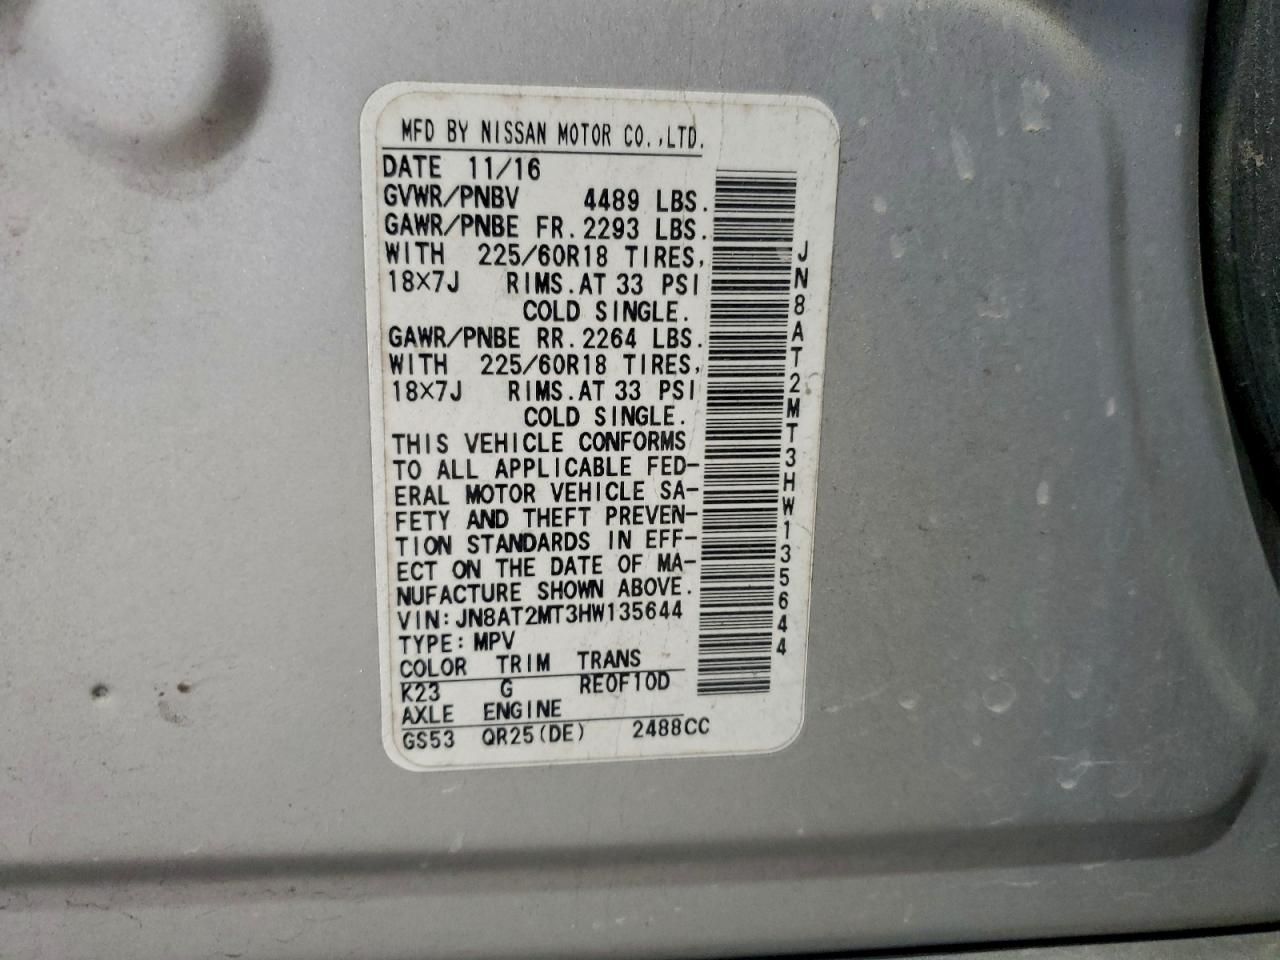 MFD BY NISSAN MOTOR CO.,LTD.
DATE 11/16
GVWR/PNBV 4489 LBS.
GAWR/PNBE FR. 2293 LBS.
WITH 225/60R18 TIRES,
18×7J RIMS.AT 33 PSI
COLD SINGLE.
GAWR/PNBE RR. 2264 LBS.
WITH 225/60R18 TIRES,
18×7J RIMS.AT 33 PSI
COLD SINGLE.
THIS VEHICLE CONFORMS
TO ALL APPLICABLE FED-
ERAL MOTOR VEHICLE SA-
FETY AND THEFT PREVEN-
TION STANDARDS IN EFF-
ECT ON THE DATE OF MA-
NUFACTURE SHOWN ABOVE.
VIN: JN8AT2MT3HW135644
TYPE: MPV
COLOR TRIM TRANS
K23 G RE0F10D
AXLE ENGINE
GS53 QR25(DE) 2488CC
JN8AT2MT3HW135644